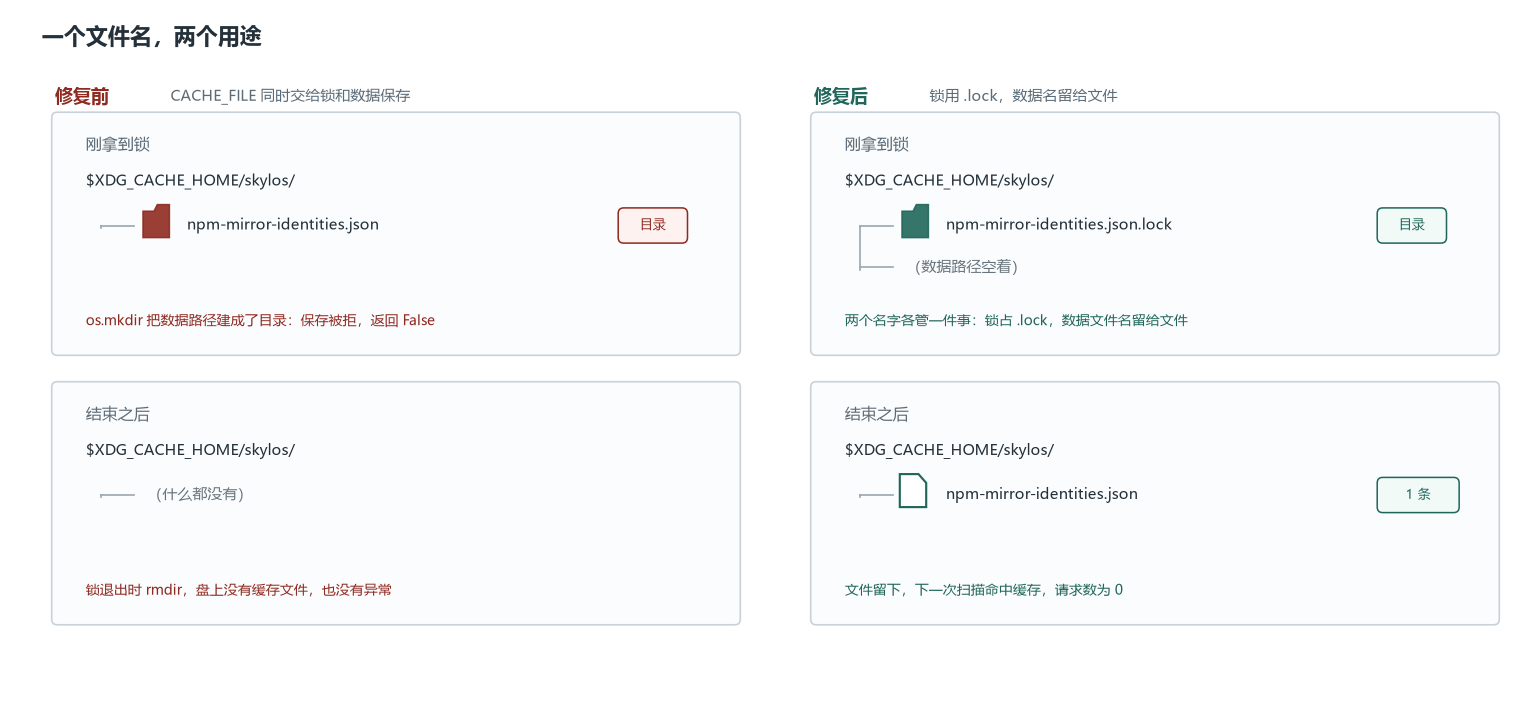 一个文件名，两个用途
修复前 CACHE_FILE 同时交给锁和数据保存
刚拿到锁
$XDG_CACHE_HOME/skylos/
npm-mirror-identities.json 目录
os.mkdir 把数据路径建成了目录：保存被拒，返回 False
结束之后
$XDG_CACHE_HOME/skylos/
（什么都没有）
锁退出时 rmdir，盘上没有缓存文件，也没有异常
修复后 锁用 .lock，数据名留给文件
刚拿到锁
$XDG_CACHE_HOME/skylos/
npm-mirror-identities.json.lock 目录
（数据路径空着）
两个名字各管一件事：锁占 .lock，数据文件名留给文件
结束之后
$XDG_CACHE_HOME/skylos/
npm-mirror-identities.json 1 条
文件留下，下一次扫描命中缓存，请求数为 0